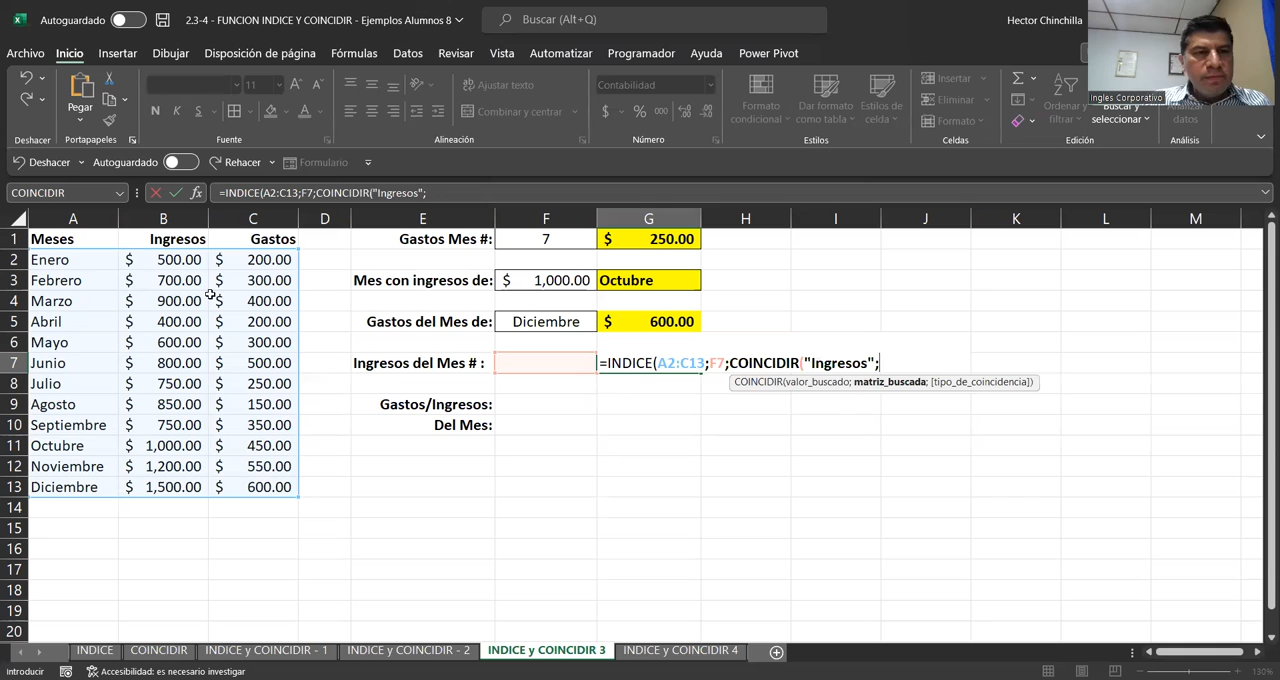 Autoguardado
2.3-4 - FUNCION INDICE Y COINCIDIR - Ejemplos Alumnos 8
Buscar (Alt+Q)
Hector Chinchilla
Archivo Inicio Insertar Dibujar Disposición de página Fórmulas Datos Revisar Vista Automatizar Programador Ayuda Power Pivot
Ingles Corporativo
Pegar
11
Ajustar texto
Combinar y centrar
Contabilidad
$ % 000
Formato condicional
Dar formato como tabla
Estilos de celda
Insertar
Eliminar
Formato
Ordenar y filtrar
Buscar y seleccionar
datos
Deshacer Portapapeles Fuente Alineación Número Estilos Celdas Edición Análisis
Deshacer Autoguardado Rehacer Formulario
COINCIDIR fx =INDICE(A2:C13;F7;COINCIDIR("Ingresos";
A B C D E F G H I J K L M
1 Meses Ingresos Gastos Gastos Mes #: 7 $ 250.00
2 Enero $ 500.00 $ 200.00
3 Febrero $ 700.00 $ 300.00 Mes con ingresos de: $ 1,000.00 Octubre
4 Marzo $ 900.00 $ 400.00
5 Abril $ 400.00 $ 200.00 Gastos del Mes de: Diciembre $ 600.00
6 Mayo $ 600.00 $ 300.00
7 Junio $ 800.00 $ 500.00 Ingresos del Mes # : =INDICE(A2:C13;F7;COINCIDIR("Ingresos";
COINCIDIR(valor_buscado; matriz_buscada; [tipo_de_coincidencia])
8 Julio $ 750.00 $ 250.00
9 Agosto $ 850.00 $ 150.00 Gastos/Ingresos:
10 Septiembre $ 750.00 $ 350.00 Del Mes:
11 Octubre $ 1,000.00 $ 450.00
12 Noviembre $ 1,200.00 $ 550.00
13 Diciembre $ 1,500.00 $ 600.00
14
15
16
17
18
19
20
INDICE COINCIDIR INDICE y COINCIDIR - 1 INDICE y COINCIDIR - 2 INDICE y COINCIDIR 3 INDICE y COINCIDIR 4
Introducir Accesibilidad: es necesario investigar 130%